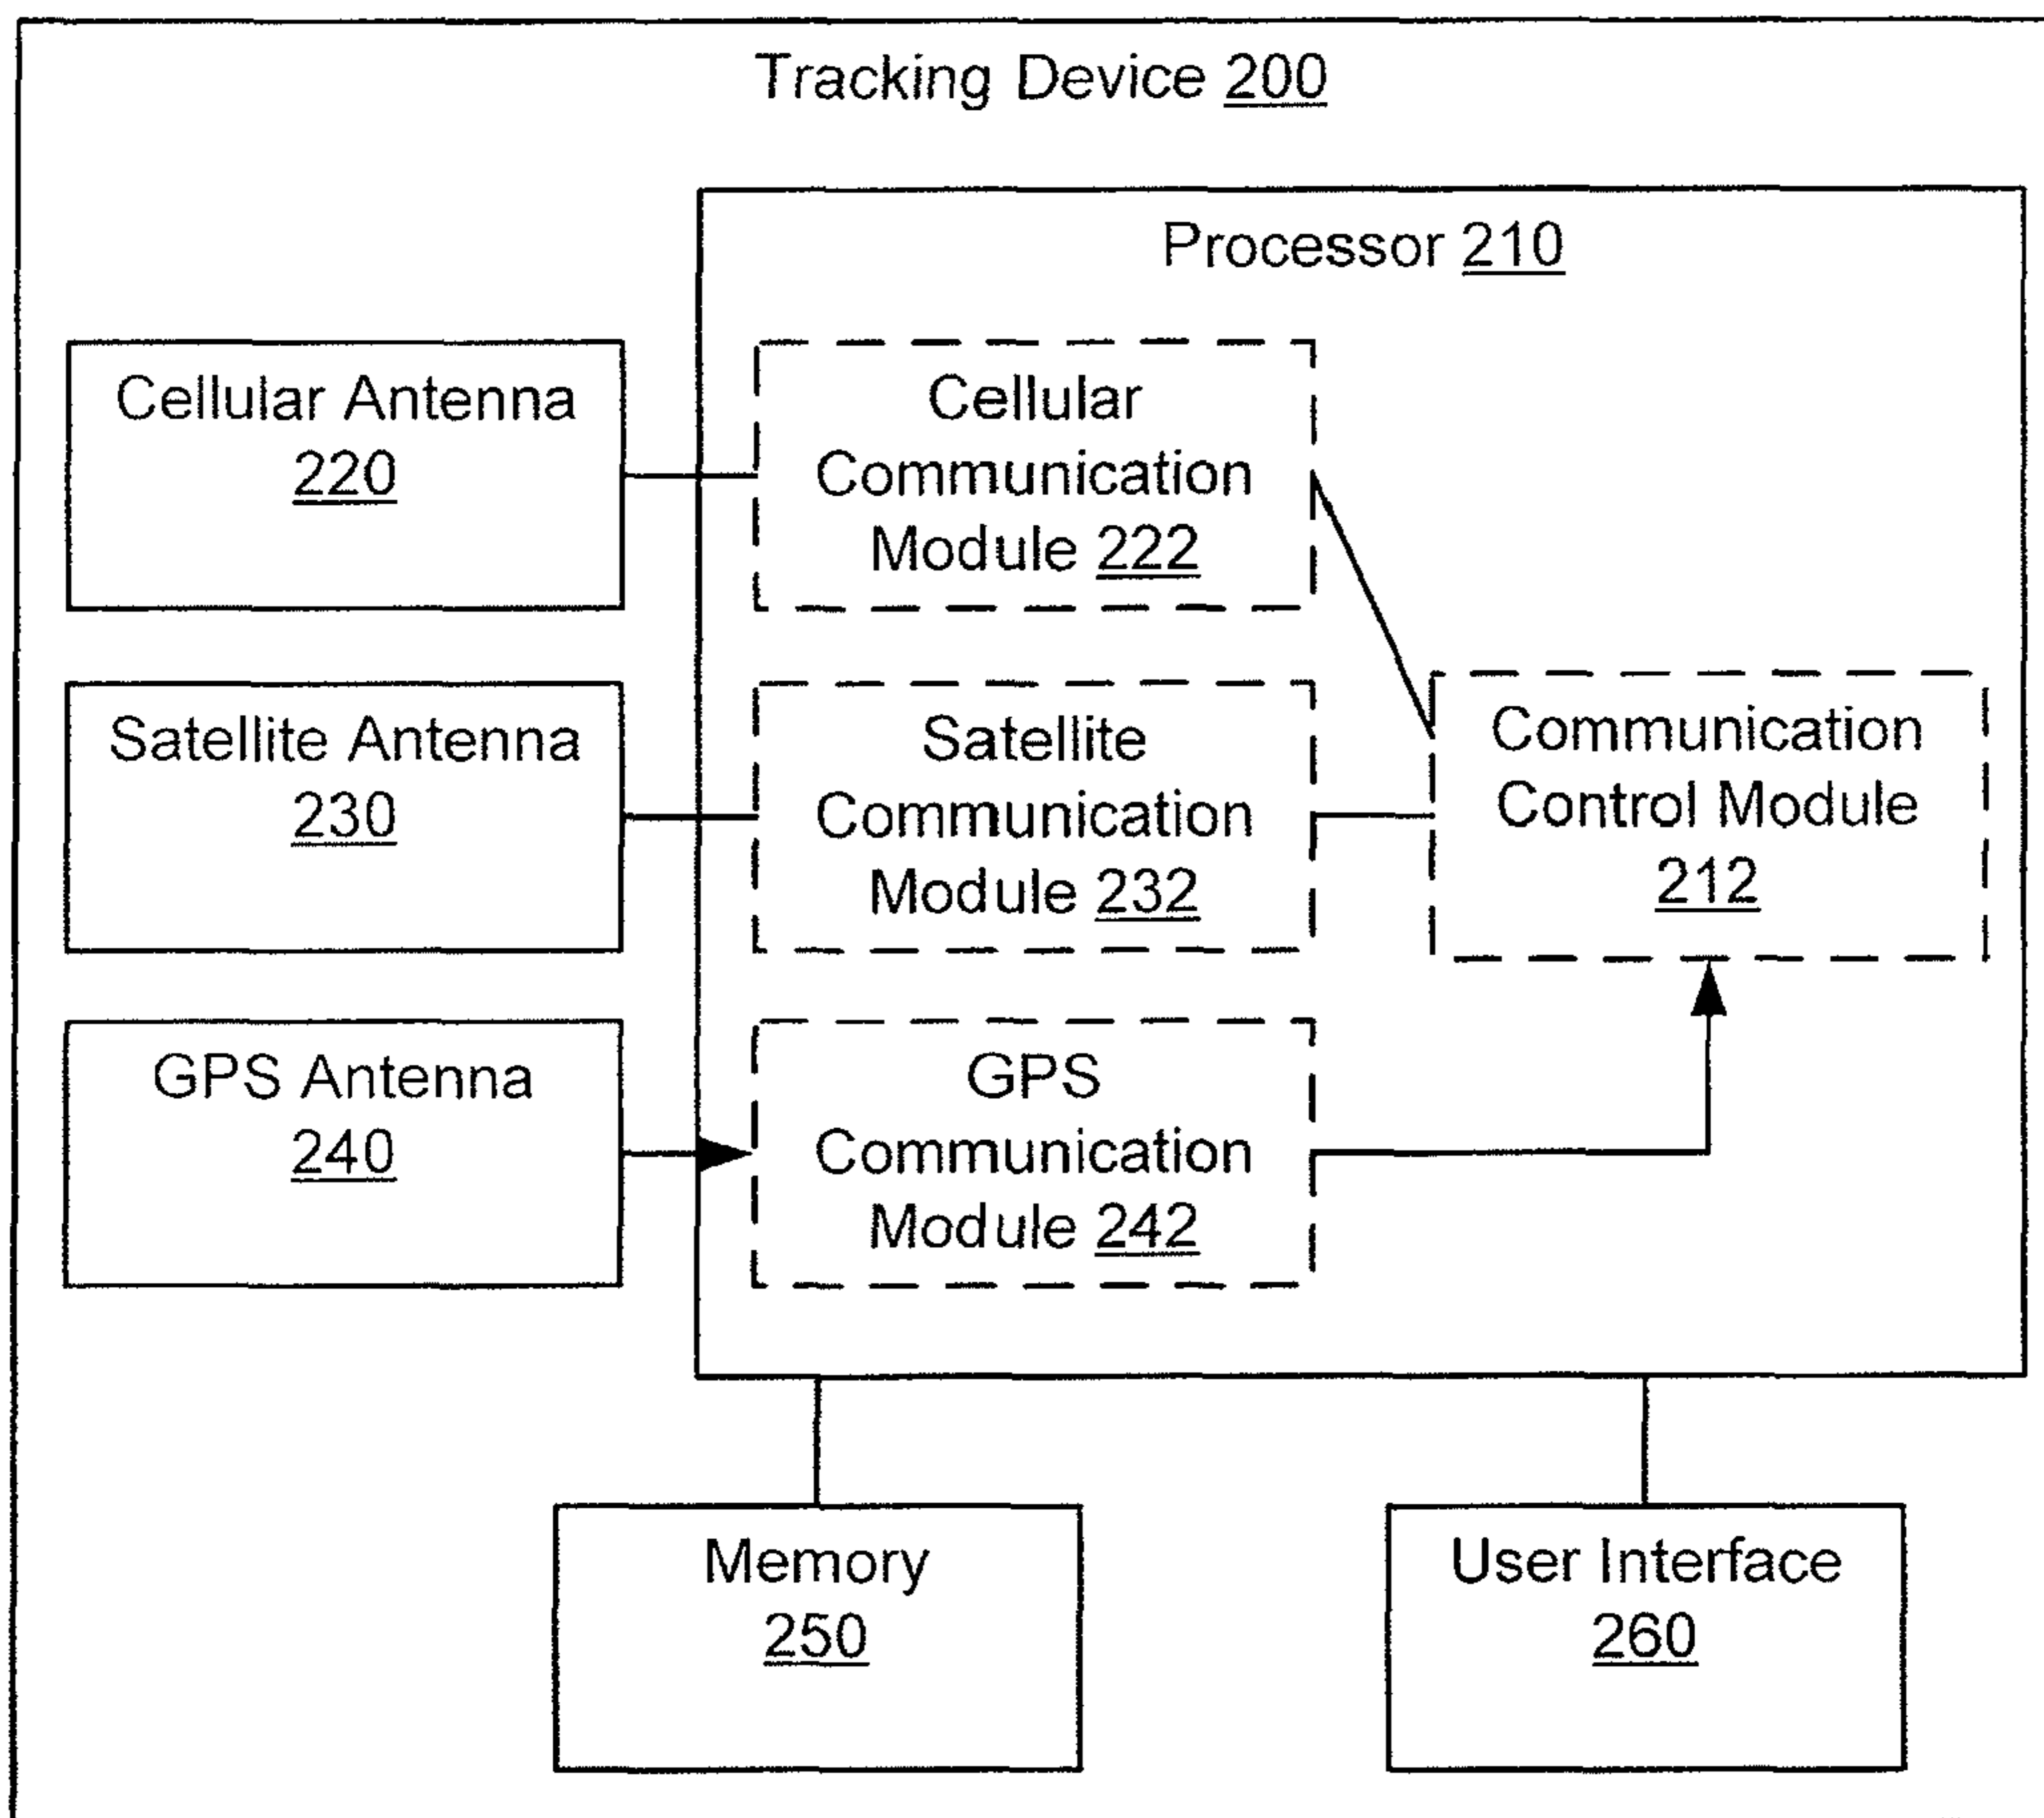 Tracking Device 200
Processor 210
Cellular Antenna
220
Cellular
Communication
Module 222
Satellite Antenna
230
Satellite
Communication
Module 232
Communication
Control Module
212
GPS Antenna
240
GPS
Communication
Module 242
Memory
250
User Interface
260